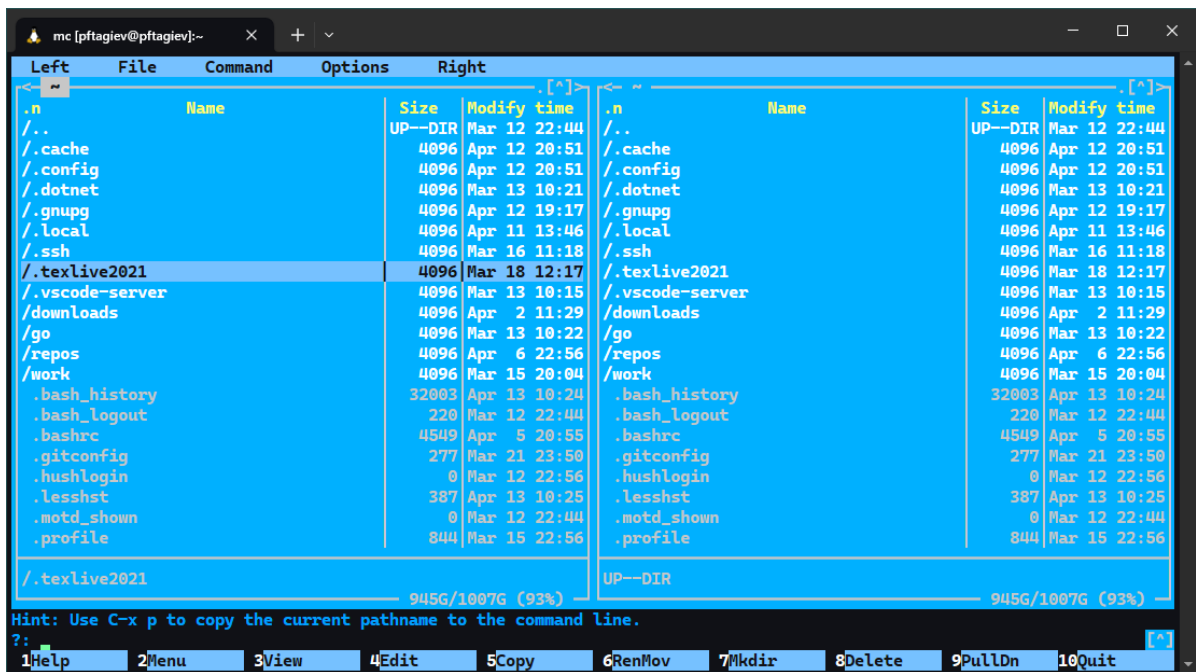 mc [pftagiev@pftagiev]:~
Left File Command Options Right
<- ~ .[^]> <- ~ .[^]>
.n Name Size Modify time .n Name Size Modify time
/.. UP--DIR Mar 12 22:44 /.. UP--DIR Mar 12 22:44
/.cache 4096 Apr 12 20:51 /.cache 4096 Apr 12 20:51
/.config 4096 Apr 12 20:51 /.config 4096 Apr 12 20:51
/.dotnet 4096 Mar 13 10:21 /.dotnet 4096 Mar 13 10:21
/.gnupg 4096 Apr 12 19:17 /.gnupg 4096 Apr 12 19:17
/.local 4096 Apr 11 13:46 /.local 4096 Apr 11 13:46
/.ssh 4096 Mar 16 11:18 /.ssh 4096 Mar 16 11:18
/.texlive2021 4096 Mar 18 12:17 /.texlive2021 4096 Mar 18 12:17
/.vscode-server 4096 Mar 13 10:15 /.vscode-server 4096 Mar 13 10:15
/downloads 4096 Apr 2 11:29 /downloads 4096 Apr 2 11:29
/go 4096 Mar 13 10:22 /go 4096 Mar 13 10:22
/repos 4096 Apr 6 22:56 /repos 4096 Apr 6 22:56
/work 4096 Mar 15 20:04 /work 4096 Mar 15 20:04
.bash_history 32003 Apr 13 10:24 .bash_history 32003 Apr 13 10:24
.bash_logout 220 Mar 12 22:44 .bash_logout 220 Mar 12 22:44
.bashrc 4549 Apr 5 20:55 .bashrc 4549 Apr 5 20:55
.gitconfig 277 Mar 21 23:50 .gitconfig 277 Mar 21 23:50
.hushlogin 0 Mar 12 22:56 .hushlogin 0 Mar 12 22:56
.lesshst 387 Apr 13 10:25 .lesshst 387 Apr 13 10:25
.motd_shown 0 Mar 12 22:44 .motd_shown 0 Mar 12 22:44
.profile 844 Mar 15 22:56 .profile 844 Mar 15 22:56
/.texlive2021 UP--DIR
945G/1007G (93%) 945G/1007G (93%)
Hint: Use C-x p to copy the current pathname to the command line.
?: [^]
1Help 2Menu 3View 4Edit 5Copy 6RenMov 7Mkdir 8Delete 9PullDn 10Quit